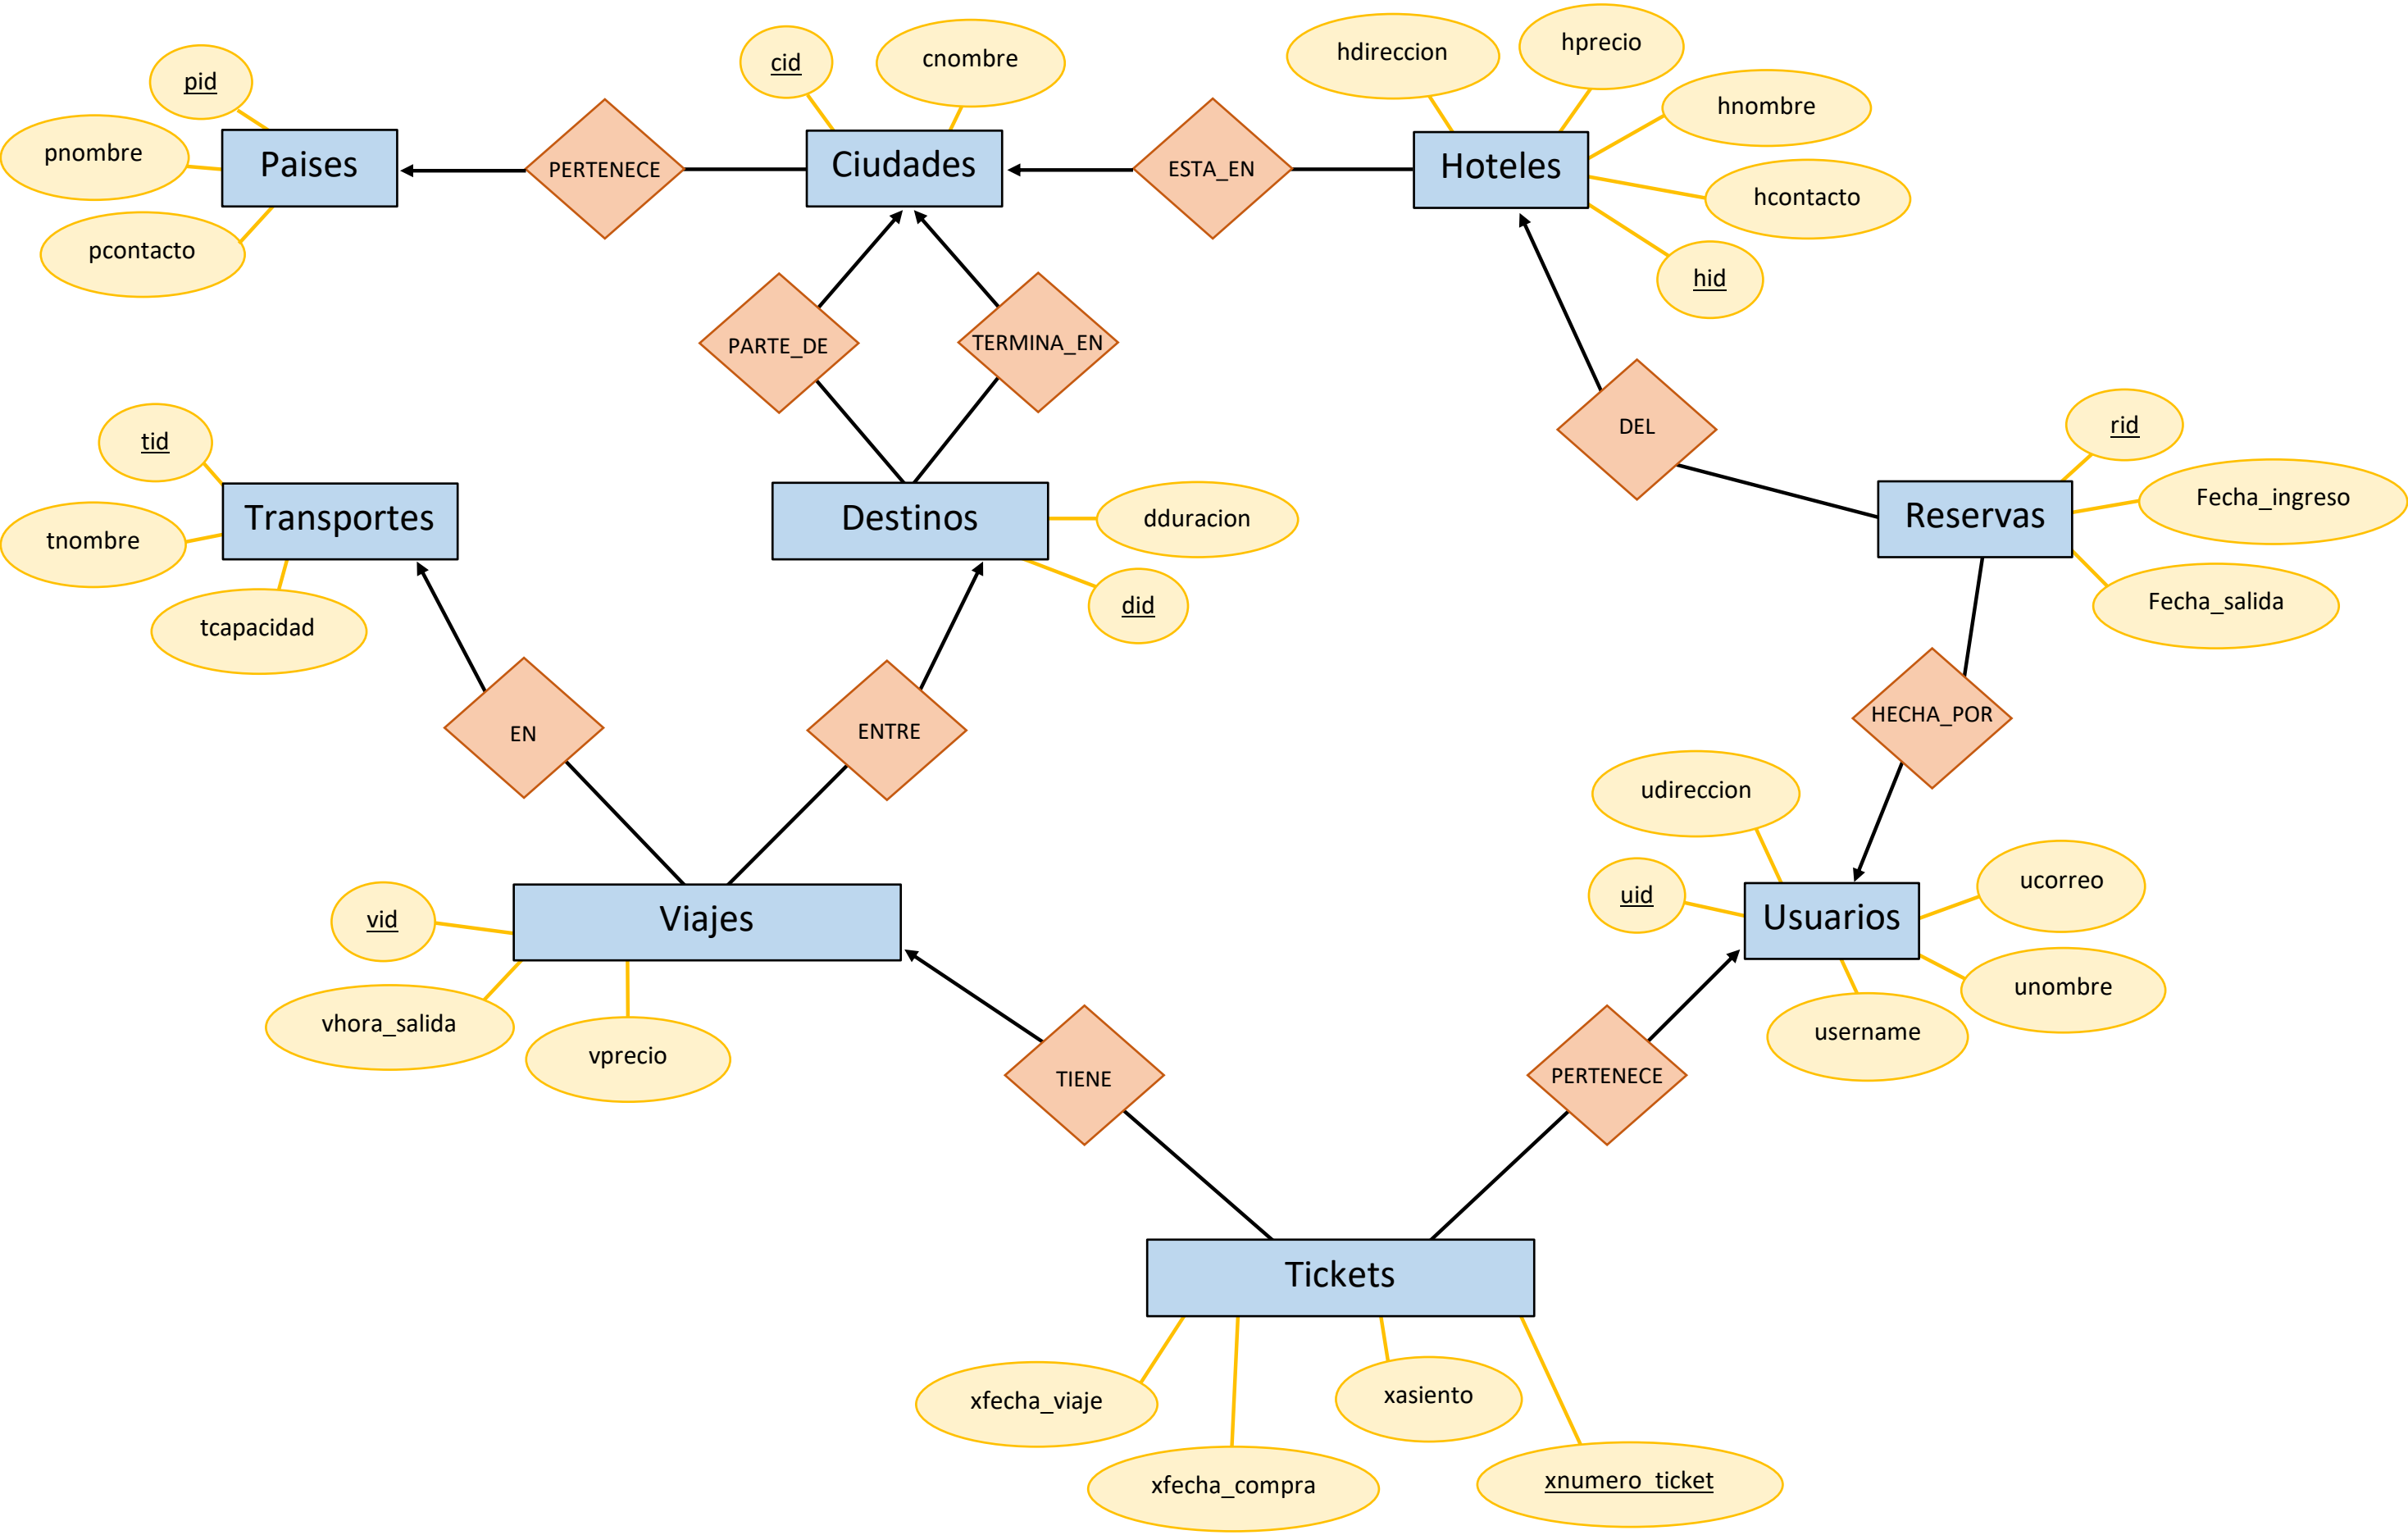 hprecio
hdireccion
cnombre
cid
pid
hnombre
pnombre
Paises
PERTENECE
Ciudades
ESTA_EN
Hoteles
hcontacto
pcontacto
hid
PARTE_DE
TERMINA_EN
DEL
rid
tid
Fecha_ingreso
Transportes
Destinos
dduracion
Reservas
tnombre
did
Fecha_salida
tcapacidad
EN
ENTRE
HECHA_POR
udireccion
ucorreo
uid
vid
Viajes
Usuarios
unombre
vhora_salida
username
vprecio
TIENE
PERTENECE
Tickets
xfecha_viaje
xasiento
xfecha_compra
xnumero_ticket